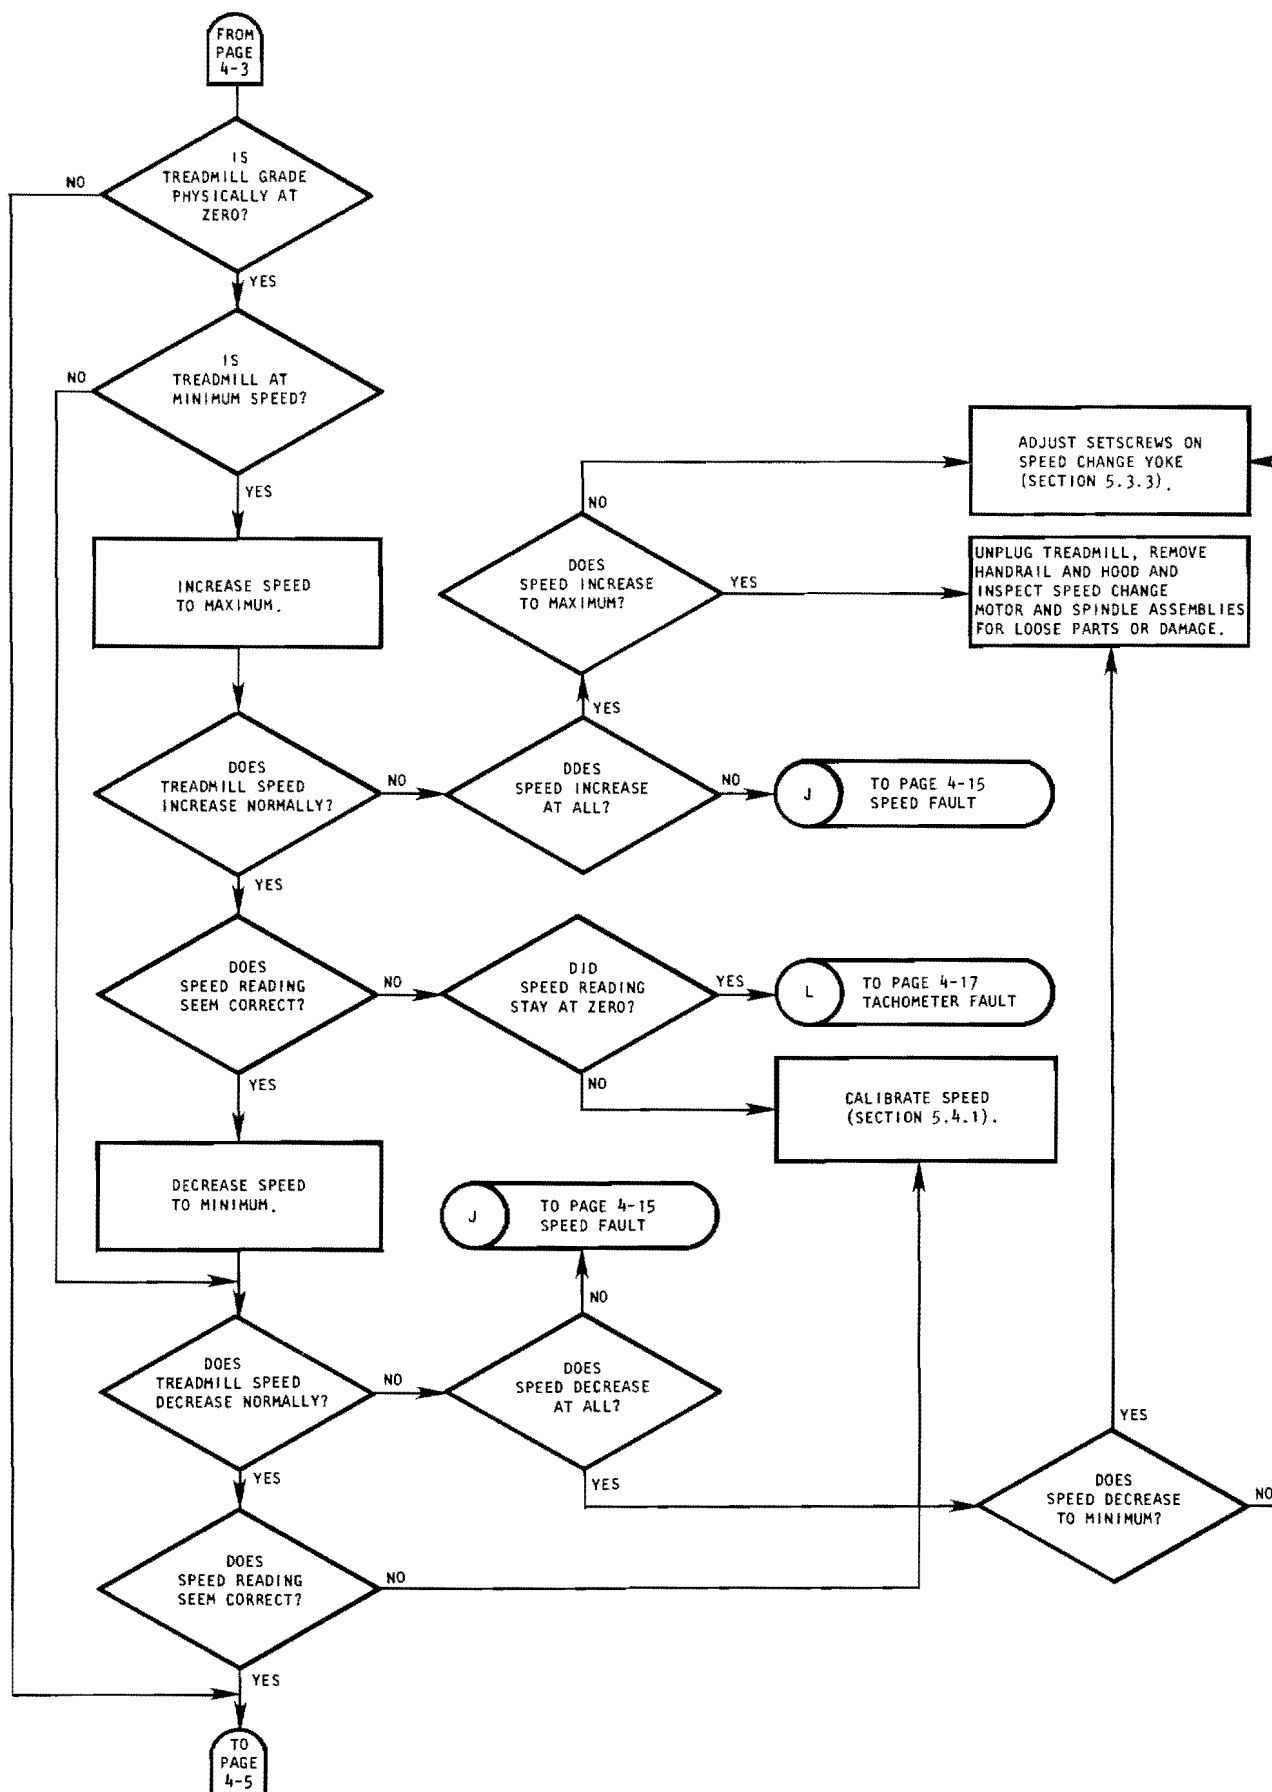 FROM
PAGE
4-3
IS
TREADMILL GRADE
PHYSICALLY AT
ZERO?
NO
YES
IS
TREADMILL AT
MINIMUM SPEED?
NO
YES
INCREASE SPEED
TO MAXIMUM.
DOES
SPEED INCREASE
TO MAXIMUM?
NO
YES
ADJUST SETSCREWS ON
SPEED CHANGE YOKE
(SECTION 5.3.3).
UNPLUG TREADMILL, REMOVE
HANDRAIL AND HOOD AND
INSPECT SPEED CHANGE
MOTOR AND SPINDLE ASSEMBLIES
FOR LOOSE PARTS OR DAMAGE.
DOES
TREADMILL SPEED
INCREASE NORMALLY?
NO
YES
DOES
SPEED INCREASE
AT ALL?
YES
NO
J
TO PAGE 4-15
SPEED FAULT
DOES
SPEED READING
SEEM CORRECT?
NO
YES
DID
SPEED READING
STAY AT ZERO?
YES
NO
L
TO PAGE 4-17
TACHOMETER FAULT
CALIBRATE SPEED
(SECTION 5.4.1).
DECREASE SPEED
TO MINIMUM.
J
TO PAGE 4-15
SPEED FAULT
DOES
TREADMILL SPEED
DECREASE NORMALLY?
NO
YES
DOES
SPEED DECREASE
AT ALL?
NO
YES
DOES
SPEED DECREASE
TO MINIMUM?
YES
NO
DOES
SPEED READING
SEEM CORRECT?
NO
YES
TO
PAGE
4-5